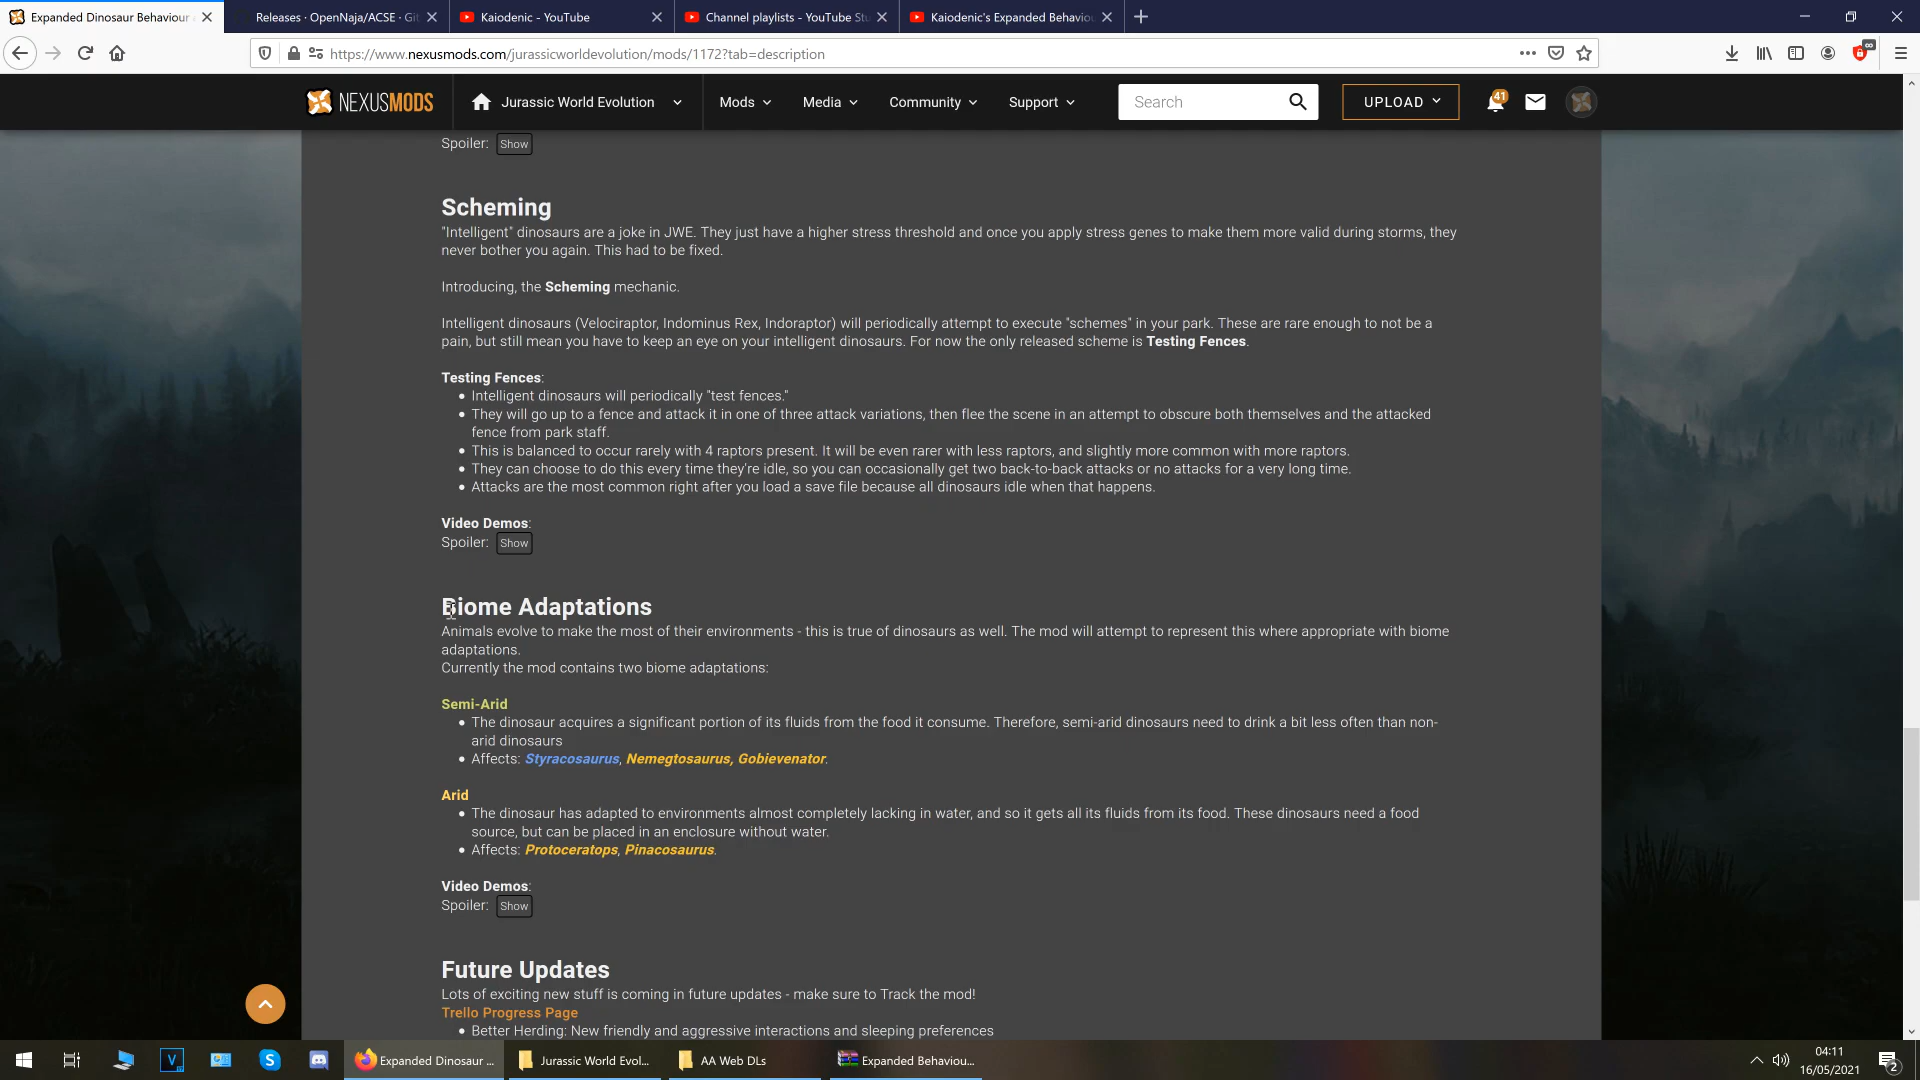 Expanded Dinosaur Behaviour
Releases · OpenNaja/ACSE · Git
Kaiodenic - YouTube
Channel playlists - YouTube Stu
Kaiodenic's Expanded Behaviou
https://www.nexusmods.com/jurassicworldevolution/mods/1172?tab=description
NEXUSMODS
Jurassic World Evolution
Mods
Media
Community
Support
Search
UPLOAD
41
Spoiler: Show
Scheming
"Intelligent" dinosaurs are a joke in JWE. They just have a higher stress threshold and once you apply stress genes to make them more valid during storms, they
never bother you again. This had to be fixed.
Introducing, the Scheming mechanic.
Intelligent dinosaurs (Velociraptor, Indominus Rex, Indoraptor) will periodically attempt to execute "schemes" in your park. These are rare enough to not be a
pain, but still mean you have to keep an eye on your intelligent dinosaurs. For now the only released scheme is Testing Fences.
Testing Fences:
• Intelligent dinosaurs will periodically "test fences."
• They will go up to a fence and attack it in one of three attack variations, then flee the scene in an attempt to obscure both themselves and the attacked
fence from park staff.
• This is balanced to occur rarely with 4 raptors present. It will be even rarer with less raptors, and slightly more common with more raptors.
• They can choose to do this every time they're idle, so you can occasionally get two back-to-back attacks or no attacks for a very long time.
• Attacks are the most common right after you load a save file because all dinosaurs idle when that happens.
Video Demos:
Spoiler: Show
Biome Adaptations
Animals evolve to make the most of their environments - this is true of dinosaurs as well. The mod will attempt to represent this where appropriate with biome
adaptations.
Currently the mod contains two biome adaptations:
Semi-Arid
• The dinosaur acquires a significant portion of its fluids from the food it consume. Therefore, semi-arid dinosaurs need to drink a bit less often than non-
arid dinosaurs
• Affects: Styracosaurus, Nemegtosaurus, Gobievenator.
Arid
• The dinosaur has adapted to environments almost completely lacking in water, and so it gets all its fluids from its food. These dinosaurs need a food
source, but can be placed in an enclosure without water.
• Affects: Protoceratops, Pinacosaurus.
Video Demos:
Spoiler: Show
Future Updates
Lots of exciting new stuff is coming in future updates - make sure to Track the mod!
Trello Progress Page
• Better Herding: New friendly and aggressive interactions and sleeping preferences
Expanded Dinosaur ...
Jurassic World Evol...
AA Web DLs
Expanded Behaviou...
04:11
16/05/2021
2